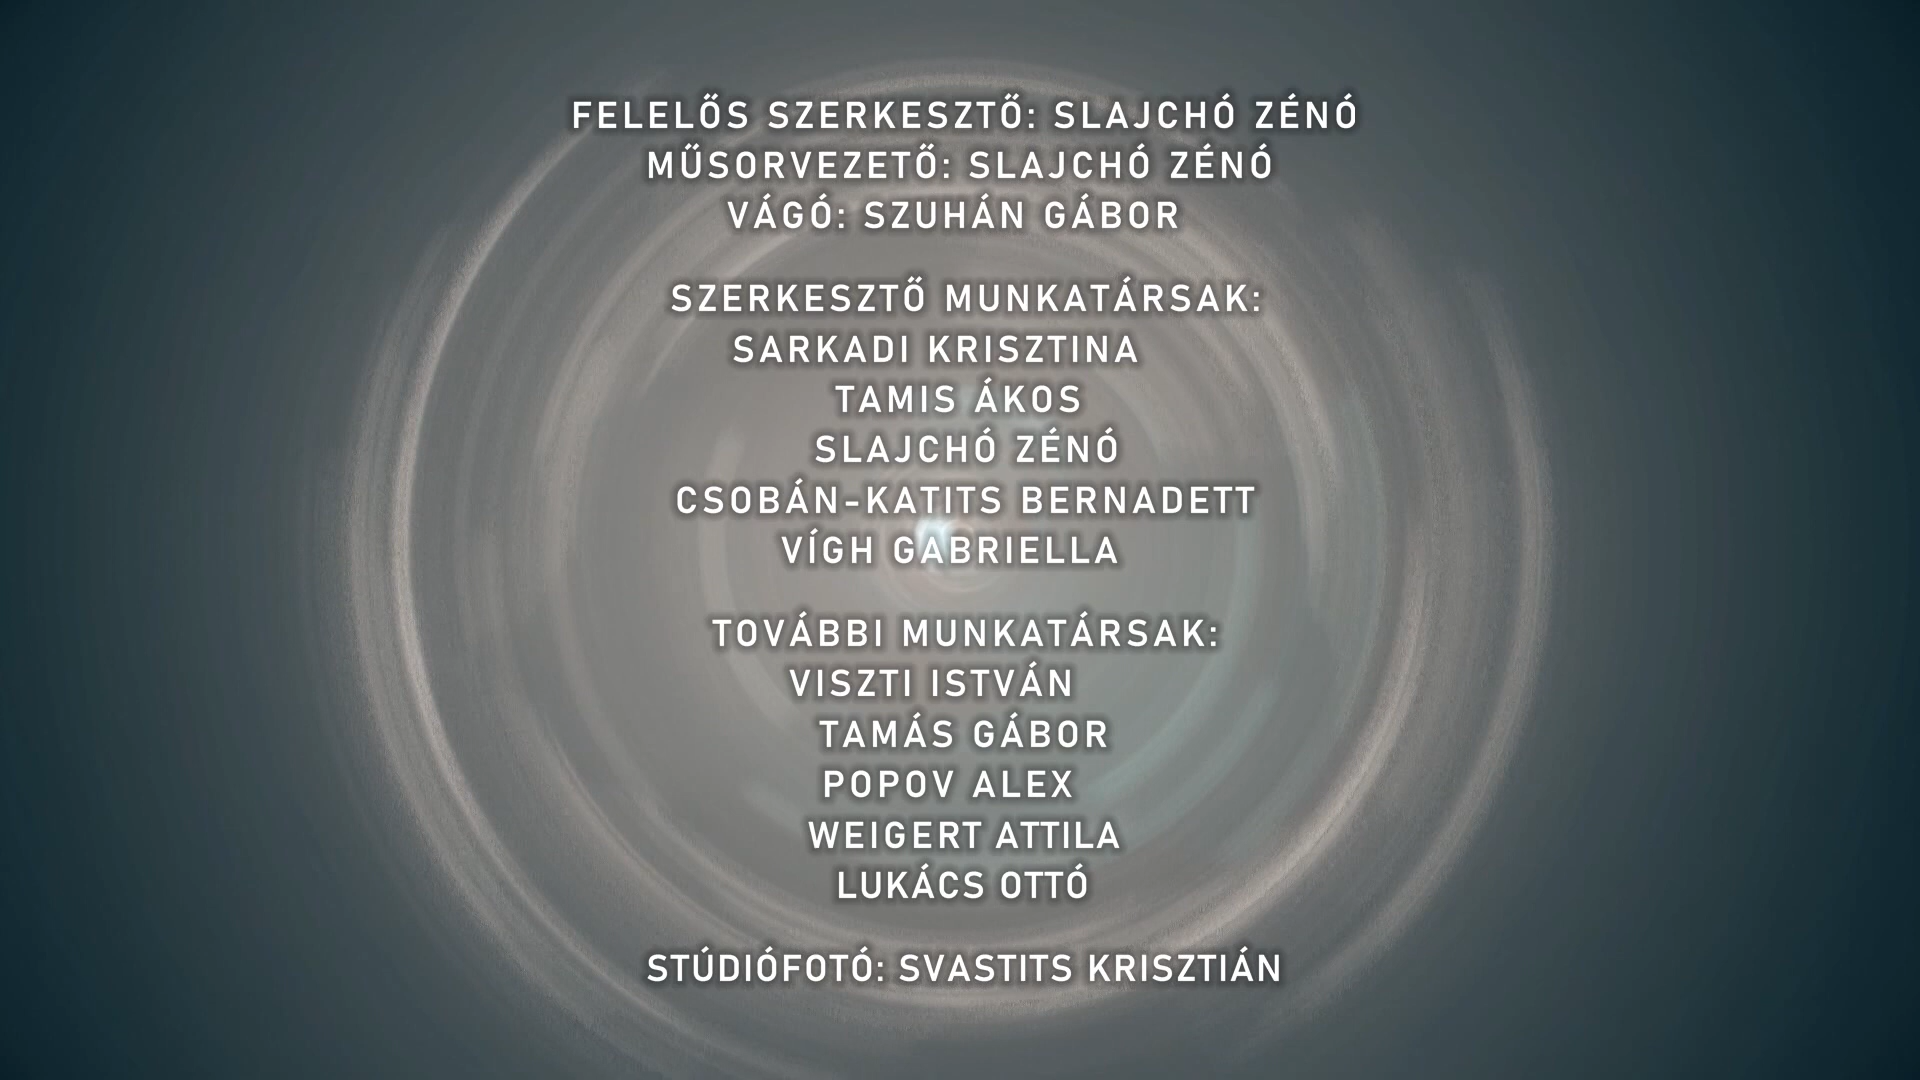 FELELŐS SZERKESZTŐ: SLAJCHÓ ZÉNÓ
MŰSORVEZETŐ: SLAJCHÓ ZÉNÓ
VÁGÓ: SZUHÁN GÁBOR
SZERKESZTŐ MUNKATÁRSAK:
SARKADI KRISZTINA
TAMIS ÁKOS
SLAJCHÓ ZÉNÓ
CSOBÁN-KATITS BERNADETT
VÍGH GABRIELLA
TOVÁBBI MUNKATÁRSAK:
VISZTI ISTVÁN
TAMÁS GÁBOR
POPOV ALEX
WEIGERT ATTILA
LUKÁCS OTTÓ
STÚDIÓFOTÓ: SVASTITS KRISZTIÁN